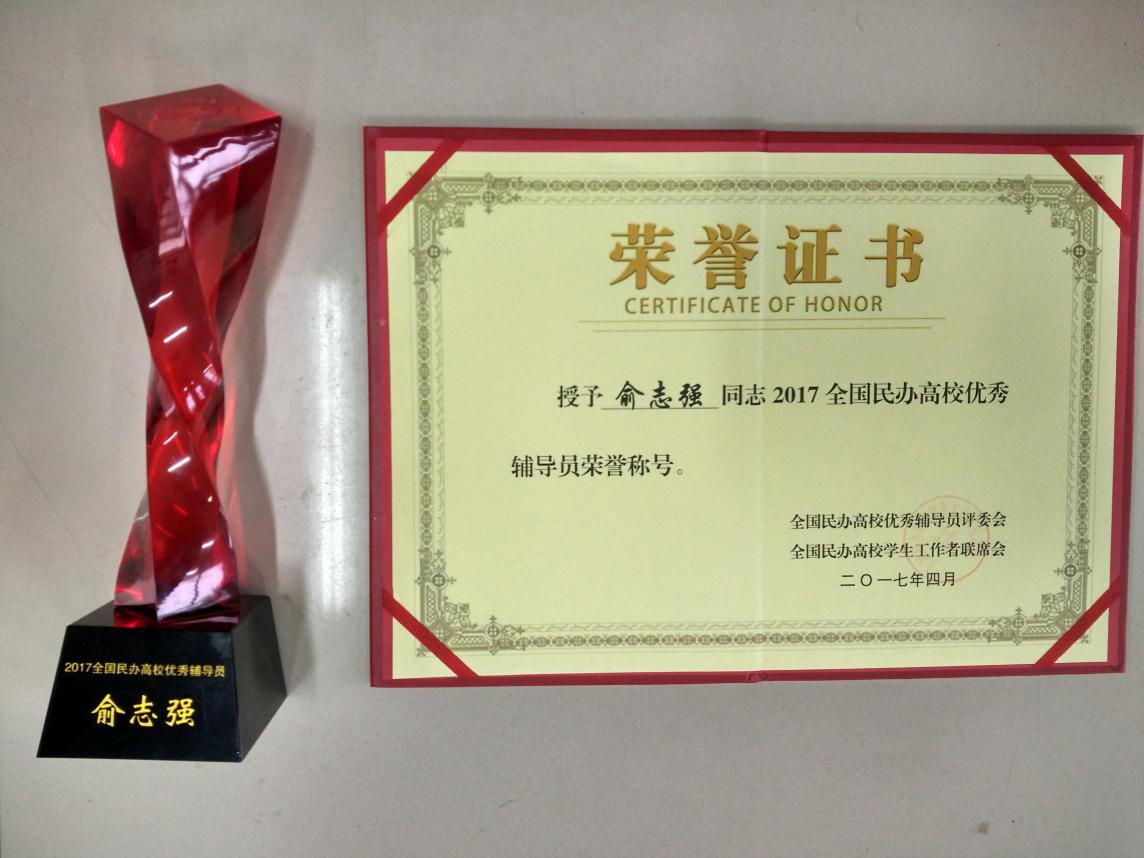 2017全国民办高校优秀辅导员
俞志强
荣誉证书
CERTIFICATE OF HONOR
授予 俞志强 同志 2017 全国民办高校优秀
辅导员荣誉称号。
全国民办高校优秀辅导员评委会
全国民办高校学生工作者联席会
二〇一七年四月